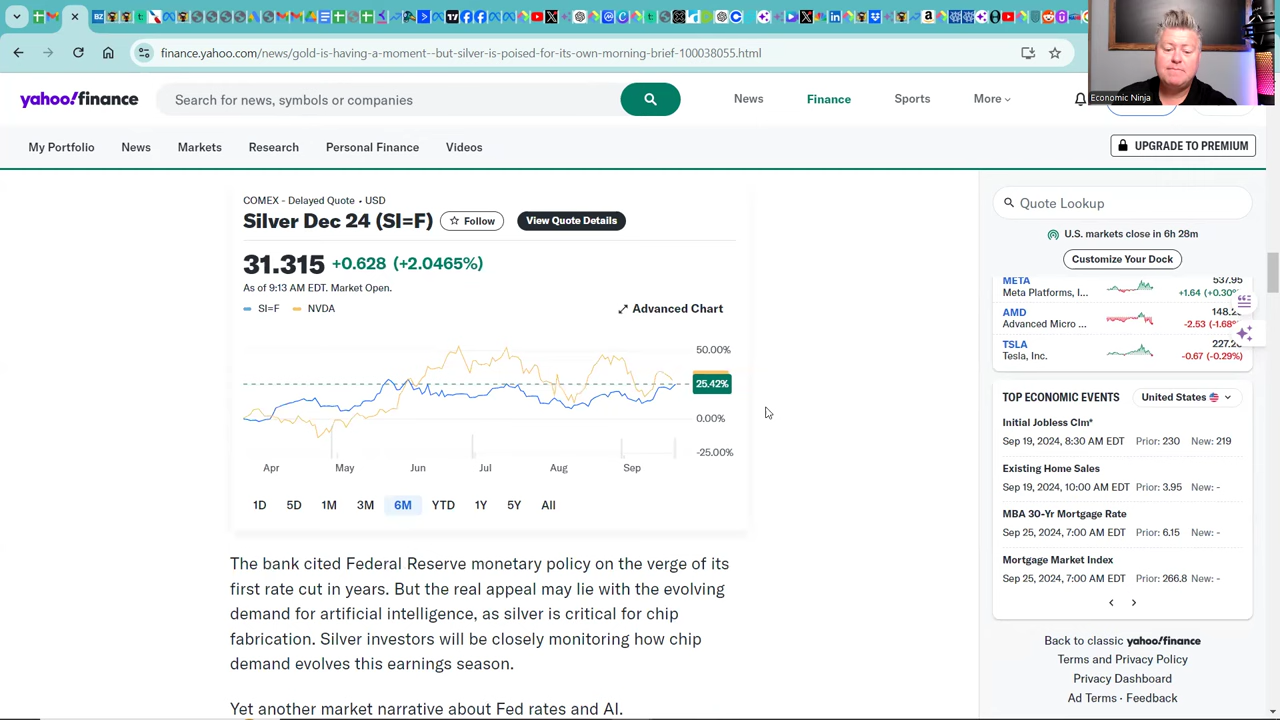 finance.yahoo.com/news/gold-is-having-a-moment--but-silver-is-poised-for-its-own-morning-brief-100038055.html
Economic Ninja
yahoo!finance
Search for news, symbols or companies
News
Finance
Sports
More
My Portfolio
News
Markets
Research
Personal Finance
Videos
UPGRADE TO PREMIUM
COMEX - Delayed Quote • USD
Silver Dec 24 (SI=F)
Follow
View Quote Details
31.315 +0.628 (+2.0465%)
As of 9:13 AM EDT. Market Open.
SI=F
NVDA
Advanced Chart
50.00%
25.42%
0.00%
-25.00%
Apr
May
Jun
Jul
Aug
Sep
1D
5D
1M
3M
6M
YTD
1Y
5Y
All
The bank cited Federal Reserve monetary policy on the verge of its
first rate cut in years. But the real appeal may lie with the evolving
demand for artificial intelligence, as silver is critical for chip
fabrication. Silver investors will be closely monitoring how chip
demand evolves this earnings season.
Yet another market narrative about Fed rates and AI.
Quote Lookup
U.S. markets close in 6h 28m
Customize Your Dock
META 537.95
Meta Platforms, I... +1.64 (+0.30%)
AMD
Advanced Micro ... -2.53 (-1.68%)
TSLA
Tesla, Inc. -0.67 (-0.29%)
TOP ECONOMIC EVENTS
United States
Initial Jobless Clm*
Sep 19, 2024, 8:30 AM EDT Prior: 230 New: 219
Existing Home Sales
Sep 19, 2024, 10:00 AM EDT Prior: 3.95 New: -
MBA 30-Yr Mortgage Rate
Sep 25, 2024, 7:00 AM EDT Prior: 6.15 New: -
Mortgage Market Index
Sep 25, 2024, 7:00 AM EDT Prior: 266.8 New: -
Back to classic yahoo!finance
Terms and Privacy Policy
Privacy Dashboard
Ad Terms • Feedback